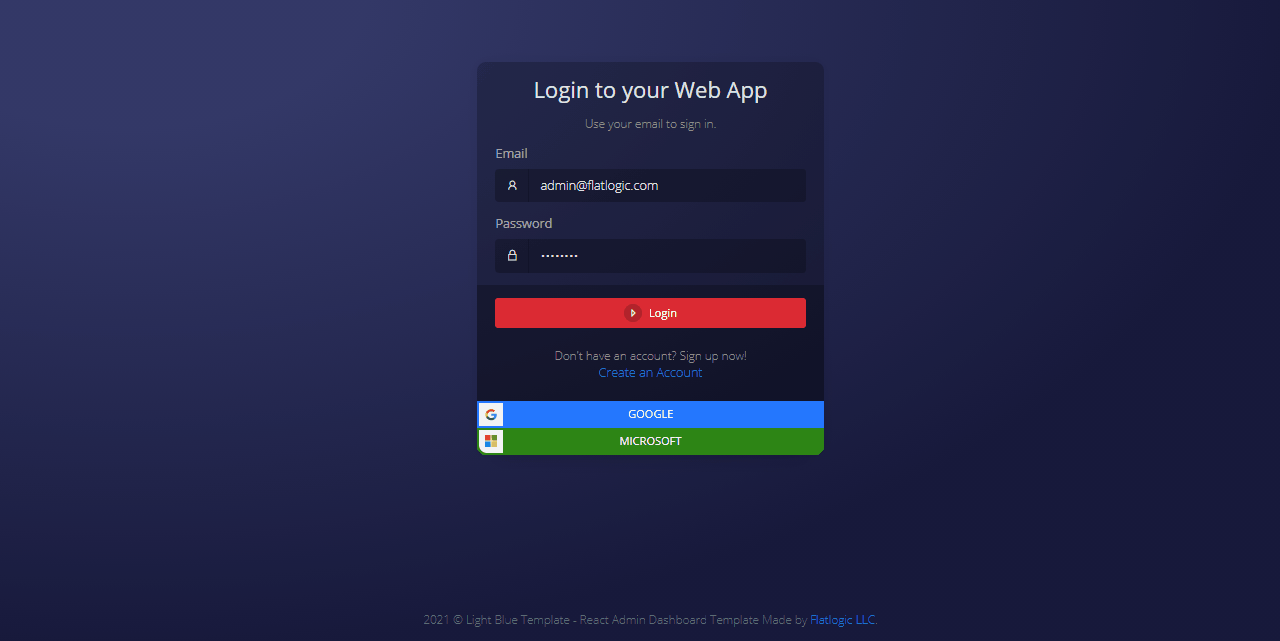 Login to your Web App
Use your email to sign in.
Email
admin@flatlogic.com
Password
••••••••
Login
Don't have an account? Sign up now!
Create an Account
GOOGLE
MICROSOFT
2021 © Light Blue Template - React Admin Dashboard Template Made by Flatlogic LLC.